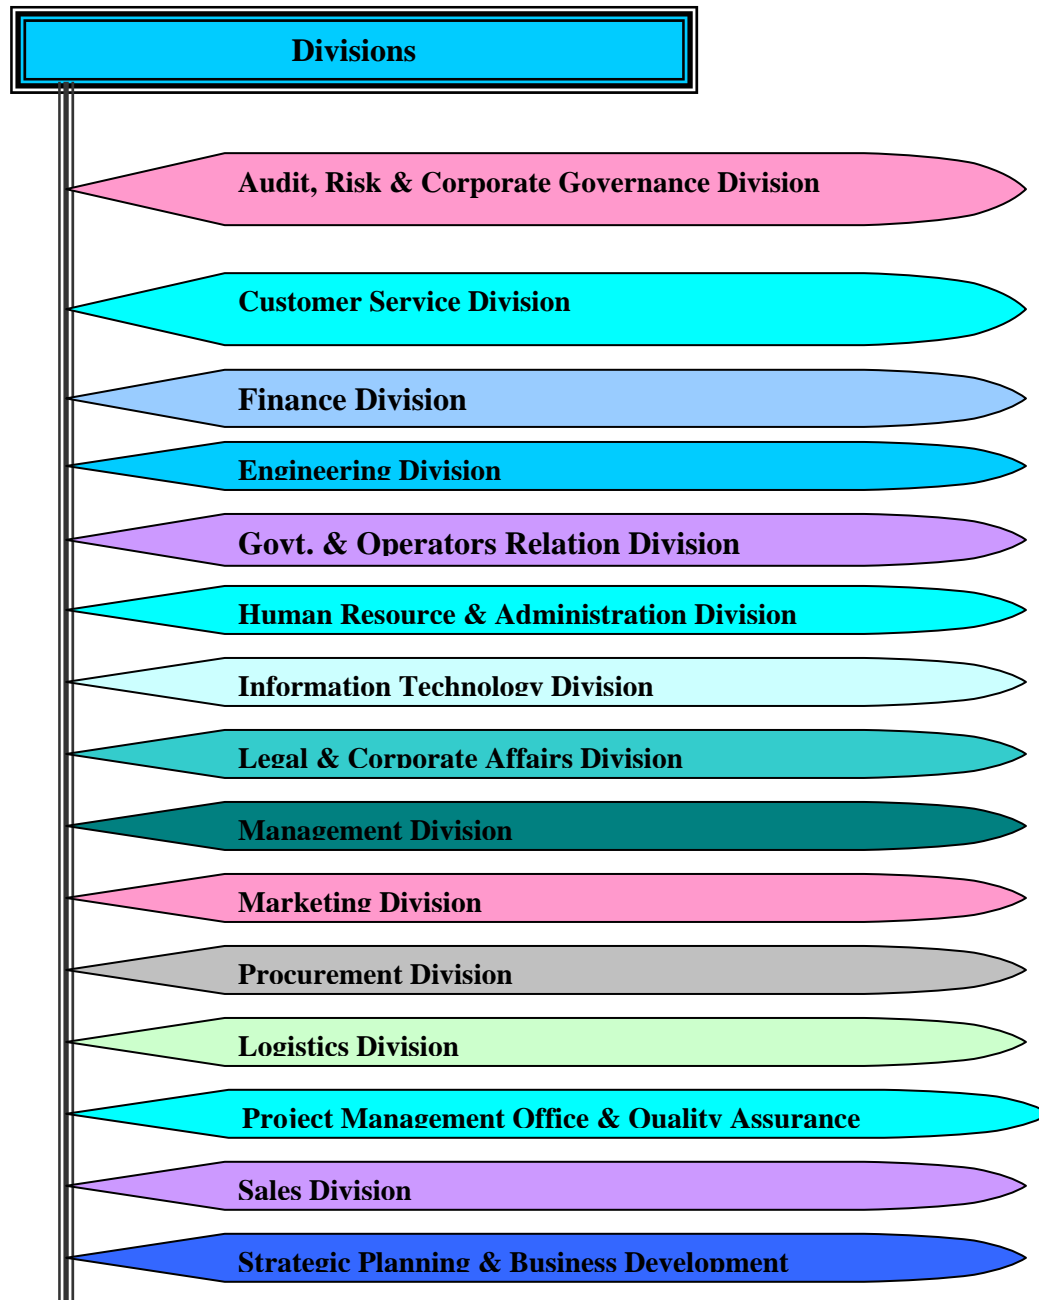 Divisions
Audit, Risk & Corporate Governance Division
Customer Service Division
Finance Division
Engineering Division
Govt. & Operators Relation Division
Human Resource & Administration Division
Information Technology Division
Legal & Corporate Affairs Division
Management Division
Marketing Division
Procurement Division
Logistics Division
Project Management Office & Quality Assurance
Sales Division
Strategic Planning & Business Development